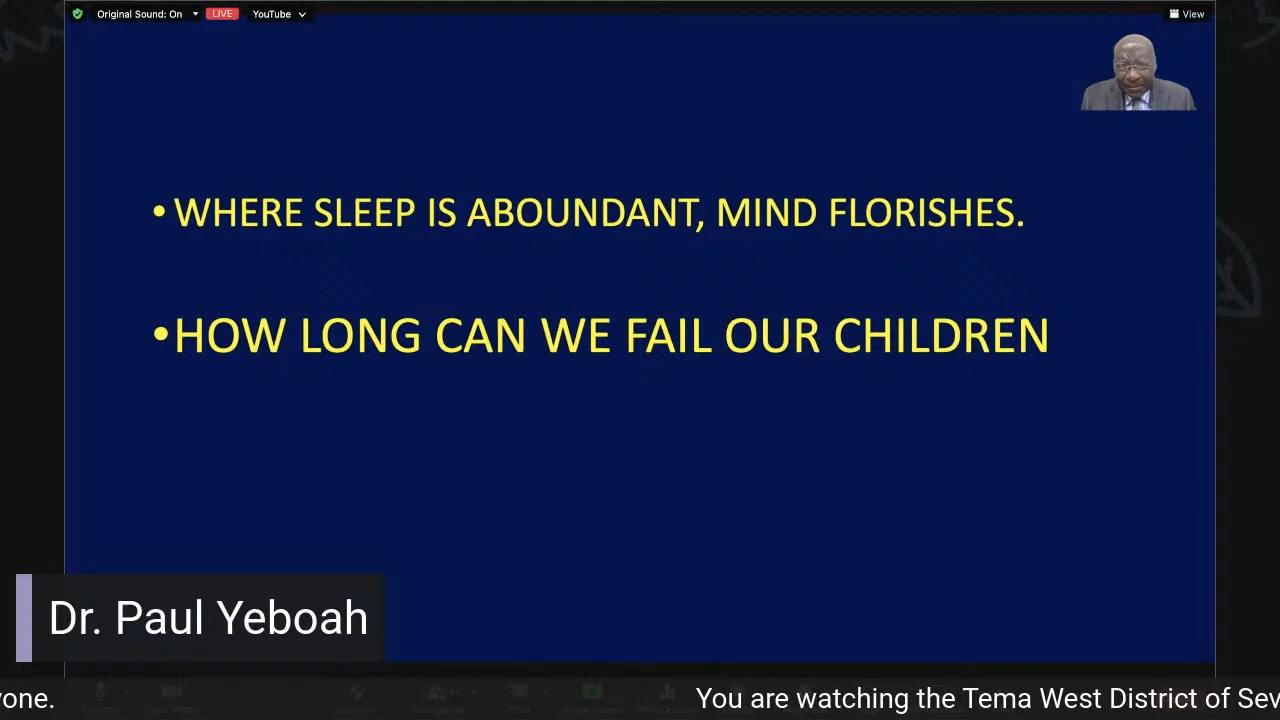 Original Sound: On
LIVE
YouTube
View
• WHERE SLEEP IS ABOUNDANT, MIND FLORISHES.
•HOW LONG CAN WE FAIL OUR CHILDREN
Dr. Paul Yeboah
yone.
You are watching the Tema West District of Sev